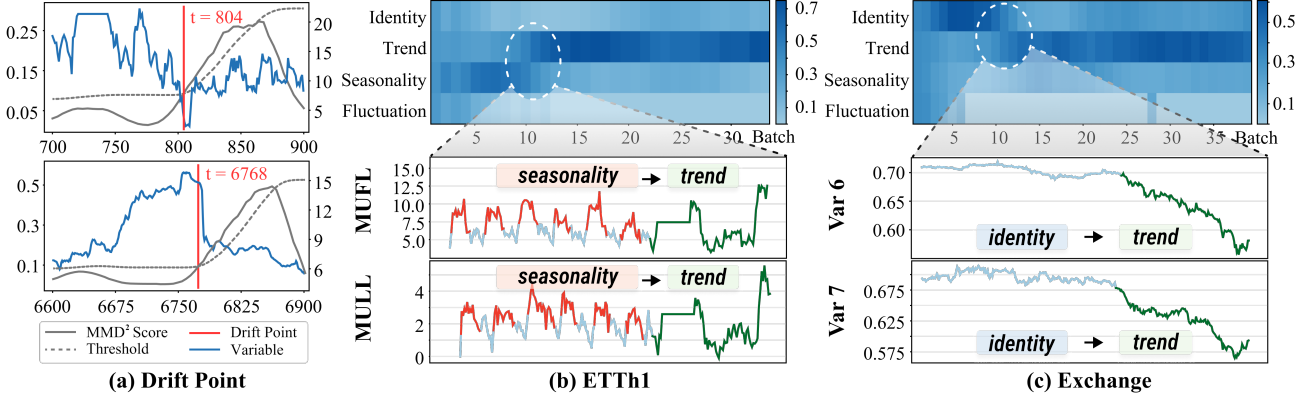 0.25
0.15
0.05
t = 804
20
15
10
5
700
750
800
850
900
0.5
0.3
0.1
t = 6768
15
12
9
6
6600
6675
6750
6825
6900
MMD² Score
Drift Point
Threshold
Variable
(a) Drift Point
Identity
Trend
Seasonality
Fluctuation
0.7
0.5
0.3
0.1
5
10
15
20
25
30
Batch
MUFL
15.0
12.5
10.0
7.5
5.0
seasonality → trend
MULL
4
2
0
seasonality → trend
(b) ETTh1
Identity
Trend
Seasonality
Fluctuation
0.5
0.3
0.1
5
10
15
20
25
30
35
Batch
Var 6
0.70
0.65
0.60
identity → trend
Var 7
0.675
0.625
0.575
identity → trend
(c) Exchange